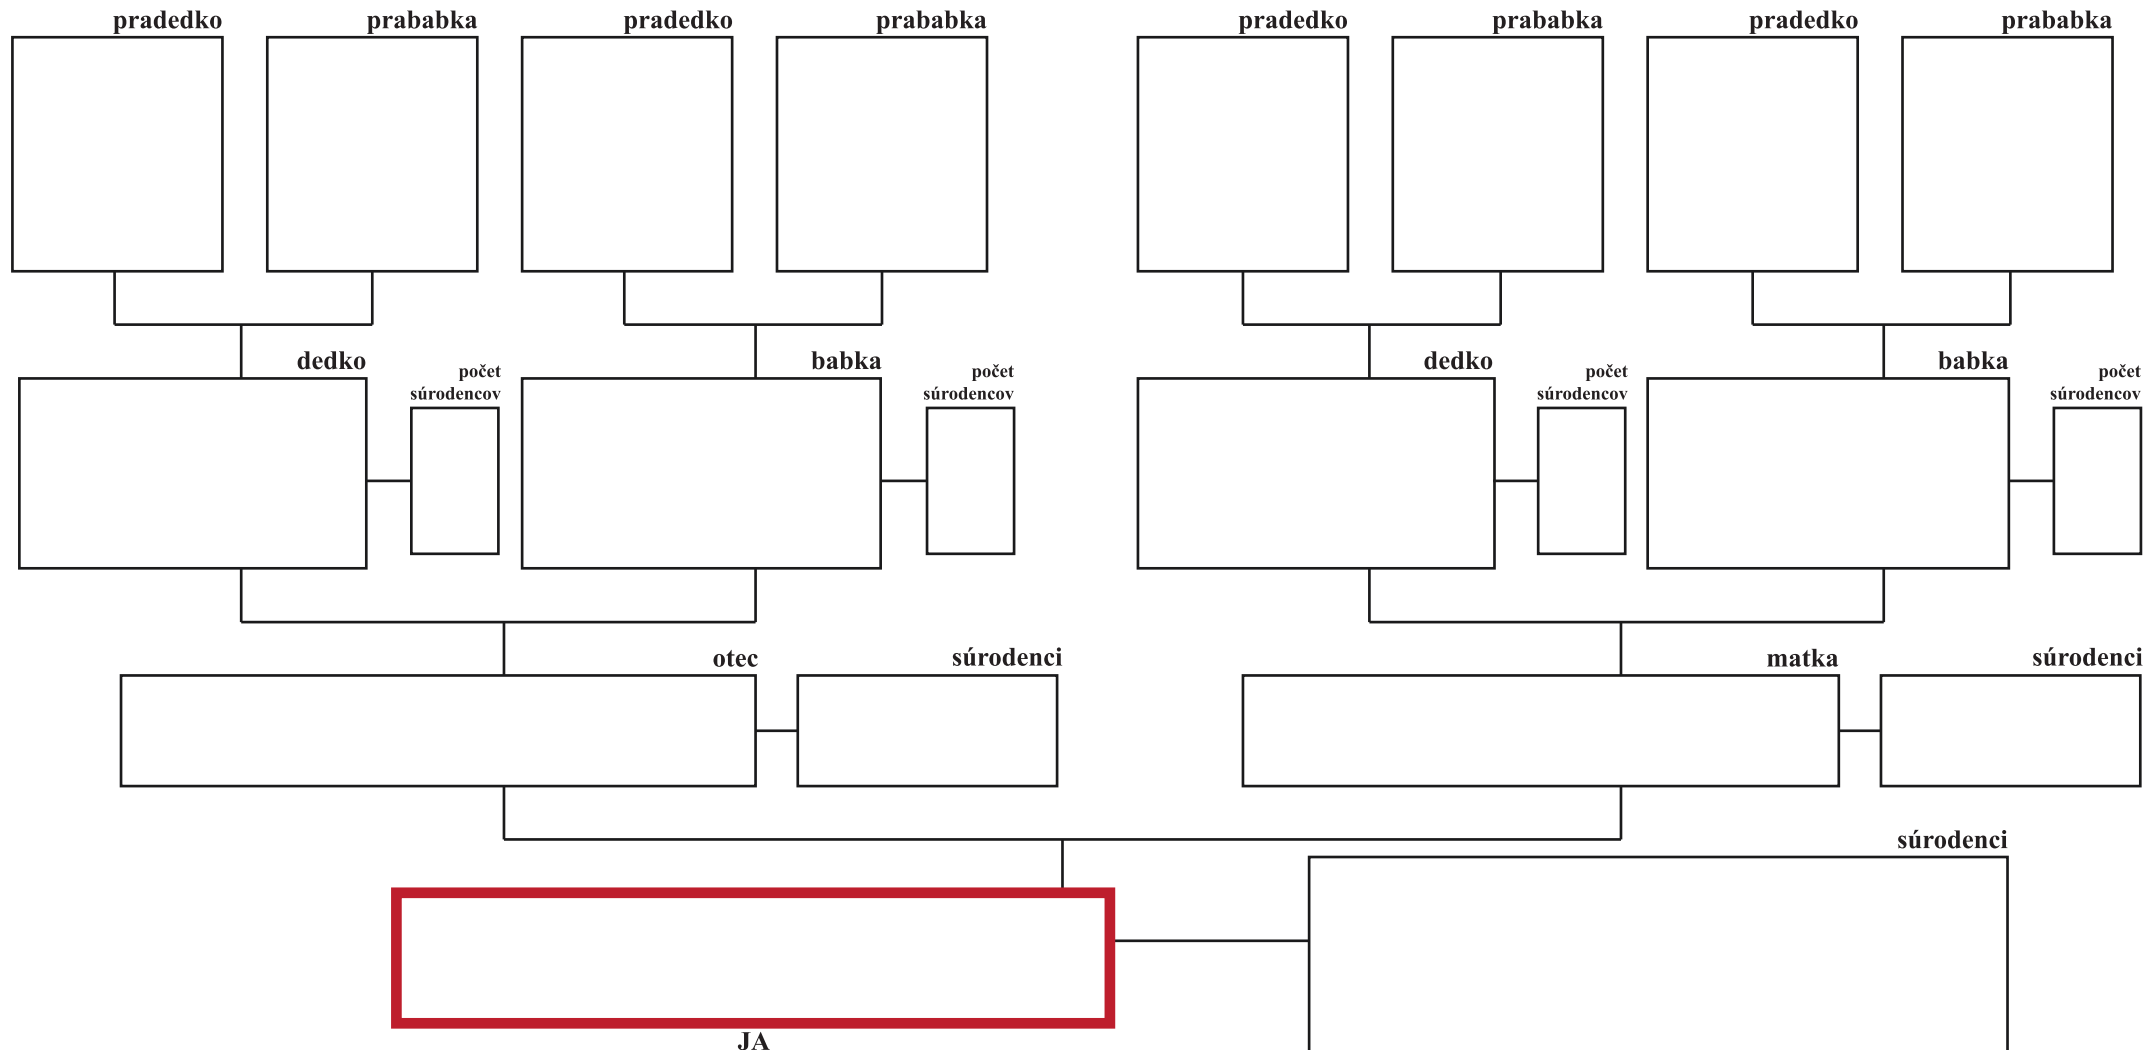 pradedko prababka pradedko prababka pradedko prababka pradedko prababka
dedko
počet
súrodencov
babka
počet
súrodencov
dedko
počet
súrodencov
babka
počet
súrodencov
otec súrodenci matka súrodenci
súrodenci
JA